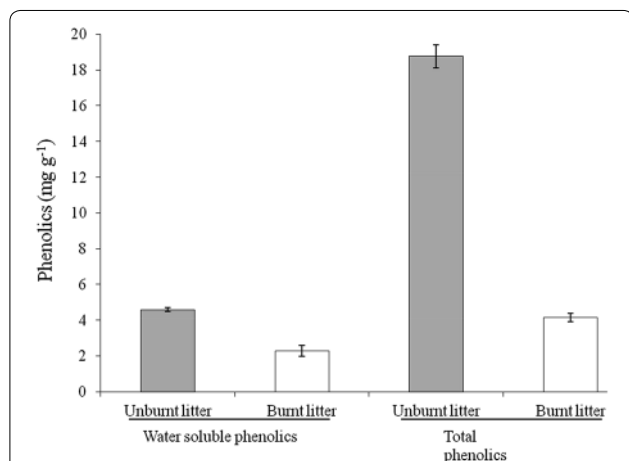 20
18
16
14
12
10
8
6
4
2
0
Phenolics (mg g⁻¹)
Unburnt litter Burnt litter Unburnt litter Burnt litter
Water soluble phenolics Total
phenolics